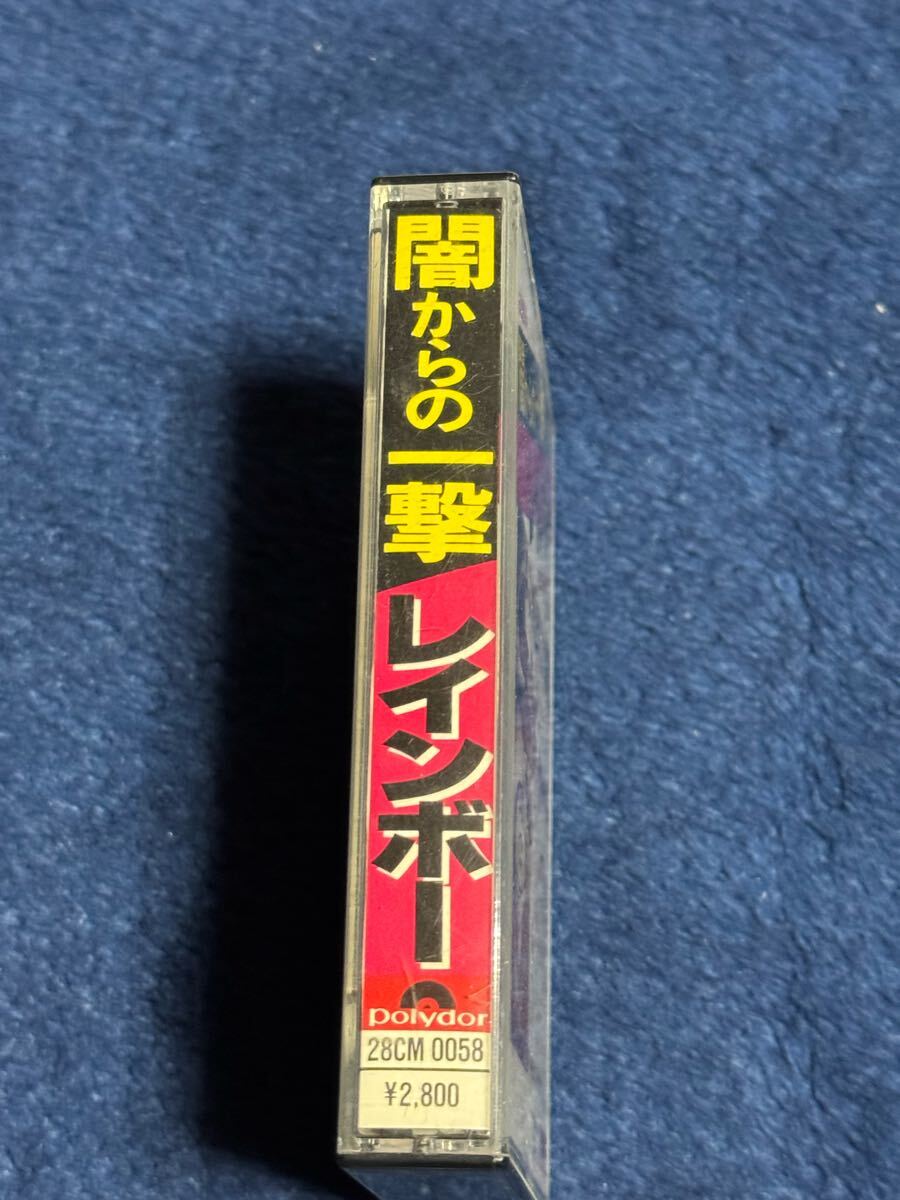 闇からの一撃
レインボー
polydor
28CM 0058
¥2,800